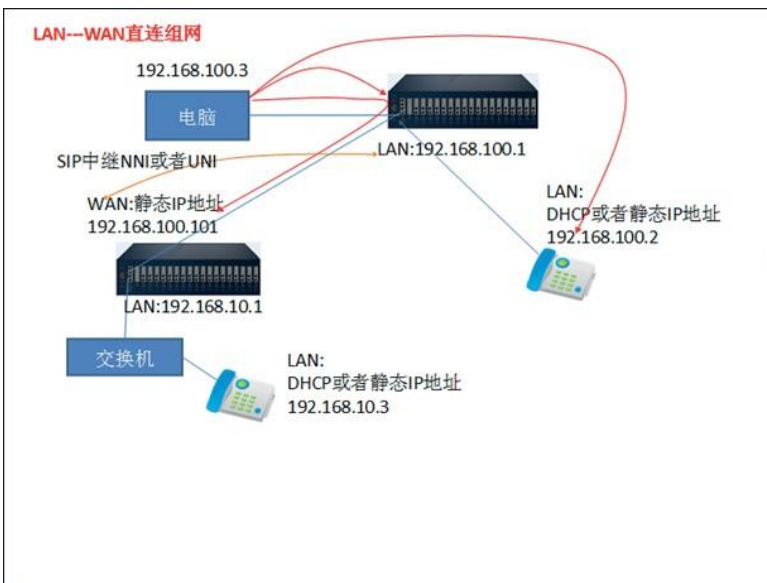 LAN---WAN直连组网
192.168.100.3
电脑
LAN:192.168.100.1
SIP中继NNI或者UNI
WAN:静态IP地址
192.168.100.101
LAN:
DHCP或者静态IP地址
192.168.100.2
LAN:192.168.10.1
交换机
LAN:
DHCP或者静态IP地址
192.168.10.3